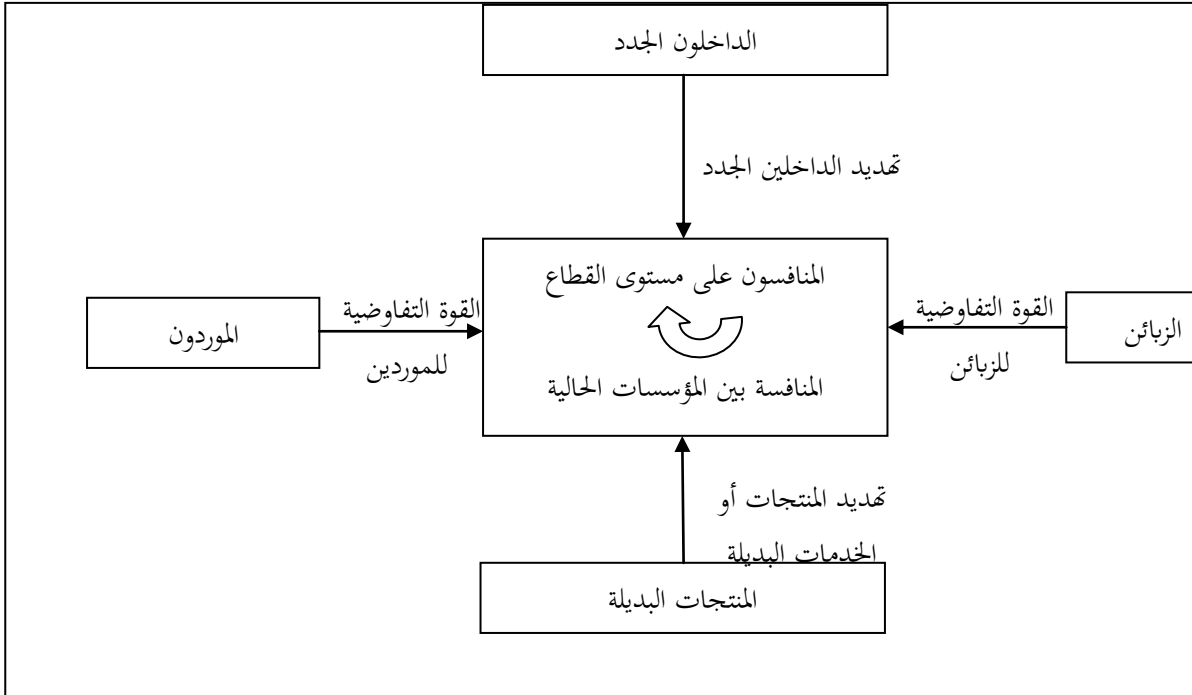 الداخلون الجدد
تهديد الداخلين الجدد
المنافسون على مستوى القطاع
القوة التفاوضية
للزبائن
الزبائن
القوة التفاوضية
للموردين
الموردون
المنافسة بين المؤسسات الحالية
تهديد المنتجات أو
الخدمات البديلة
المنتجات البديلة